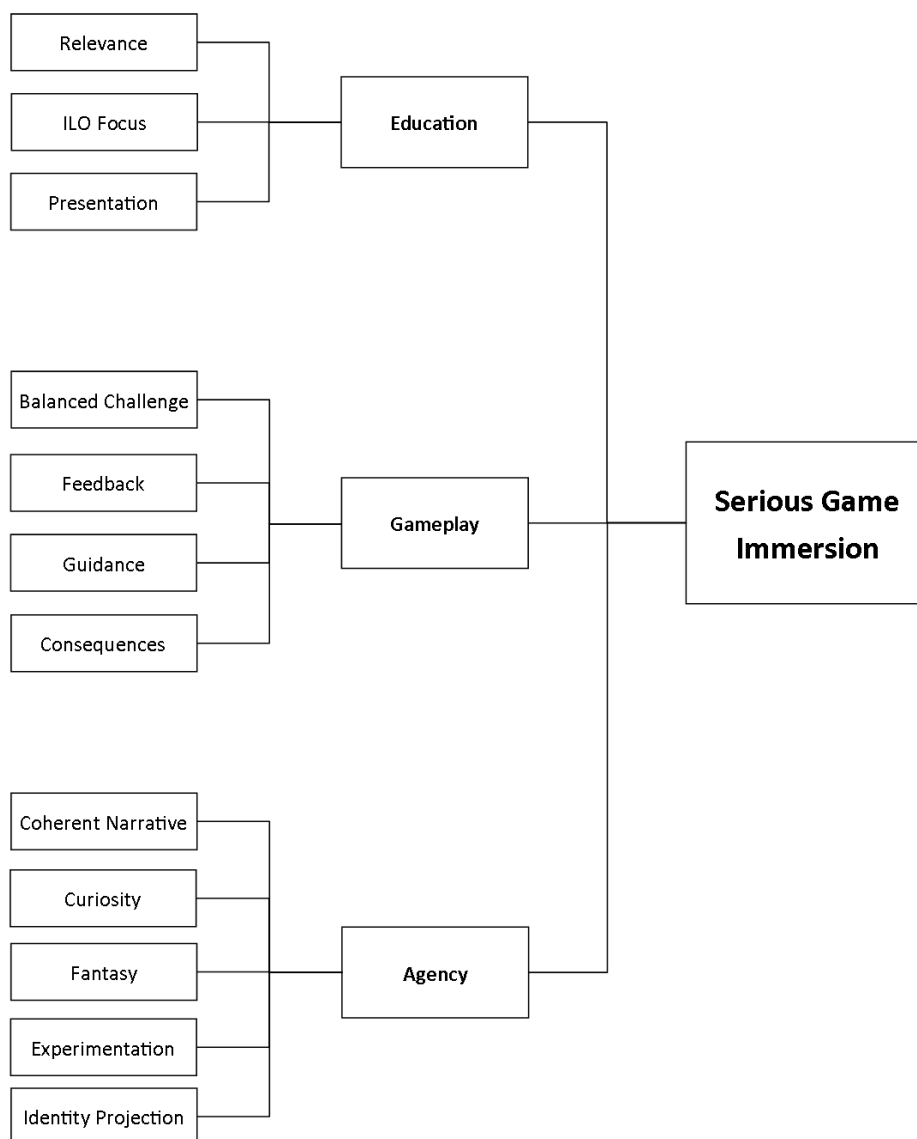 Relevance
ILO Focus
Presentation
Education
Balanced Challenge
Feedback
Guidance
Consequences
Gameplay
Serious Game
Immersion
Coherent Narrative
Curiosity
Fantasy
Experimentation
Identity Projection
Agency